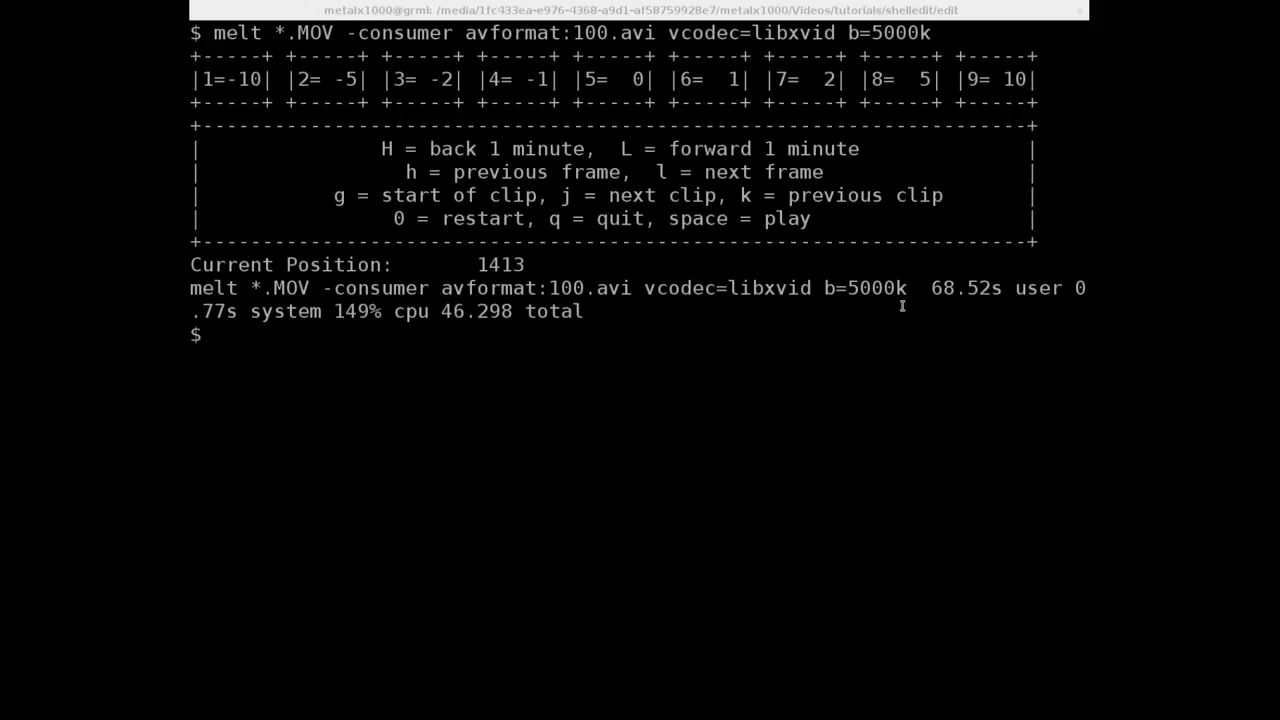 metalx1000@grml: /media/1fc433ea-e976-4368-a9d1-af58759928e7/metalx1000/Videos/tutorials/shelledit/edit
$ melt *.MOV -consumer avformat:100.avi vcodec=libxvid b=5000k
+-----+ +-----+ +-----+ +-----+ +-----+ +-----+ +-----+ +-----+ +-----+
|1=-10| |2= -5| |3= -2| |4= -1| |5=  0| |6=  1| |7=  2| |8=  5| |9= 10|
+-----+ +-----+ +-----+ +-----+ +-----+ +-----+ +-----+ +-----+ +-----+
+---------------------------------------------------------------------+
|               H = back 1 minute,  L = forward 1 minute              |
|                 h = previous frame,  l = next frame                 |
|           g = start of clip, j = next clip, k = previous clip       |
|                0 = restart, q = quit, space = play                  |
+---------------------------------------------------------------------+
Current Position:       1413
melt *.MOV -consumer avformat:100.avi vcodec=libxvid b=5000k  68.52s user 0
.77s system 149% cpu 46.298 total
$